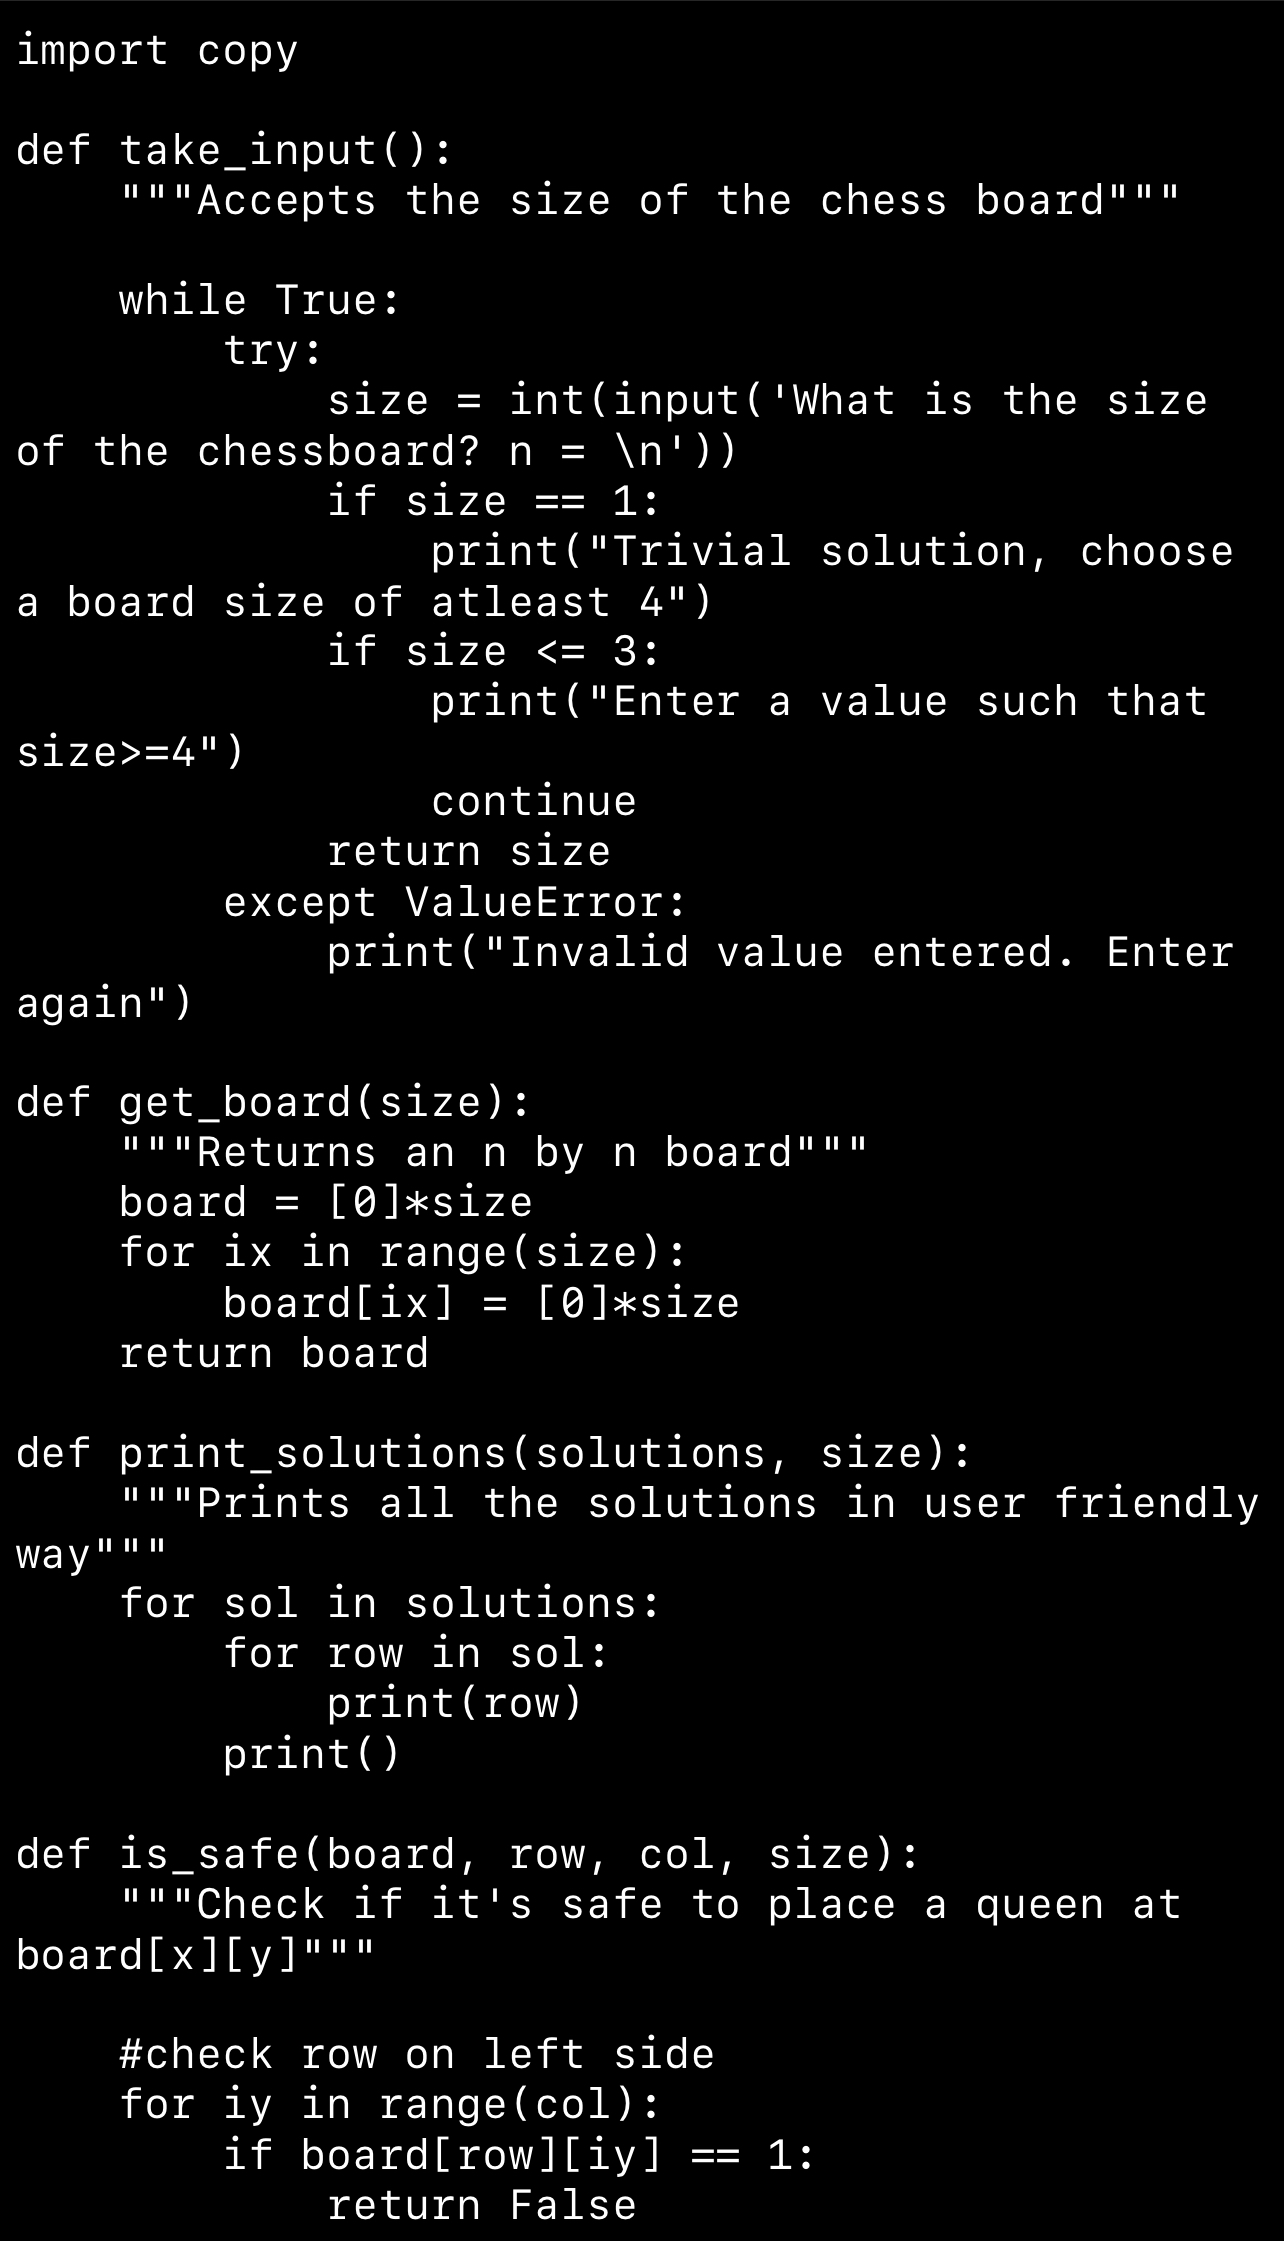 import copy

def take_input():
    """Accepts the size of the chess board"""

    while True:
        try:
            size = int(input('What is the size
of the chessboard? n = \n'))
            if size == 1:
                print("Trivial solution, choose
a board size of atleast 4")
            if size <= 3:
                print("Enter a value such that
size>=4")
                continue
            return size
        except ValueError:
            print("Invalid value entered. Enter
again")

def get_board(size):
    """Returns an n by n board"""
    board = [0]*size
    for ix in range(size):
        board[ix] = [0]*size
    return board

def print_solutions(solutions, size):
    """Prints all the solutions in user friendly
way"""
    for sol in solutions:
        for row in sol:
            print(row)
        print()

def is_safe(board, row, col, size):
    """Check if it's safe to place a queen at
board[x][y]"""

    #check row on left side
    for iy in range(col):
        if board[row][iy] == 1:
            return False